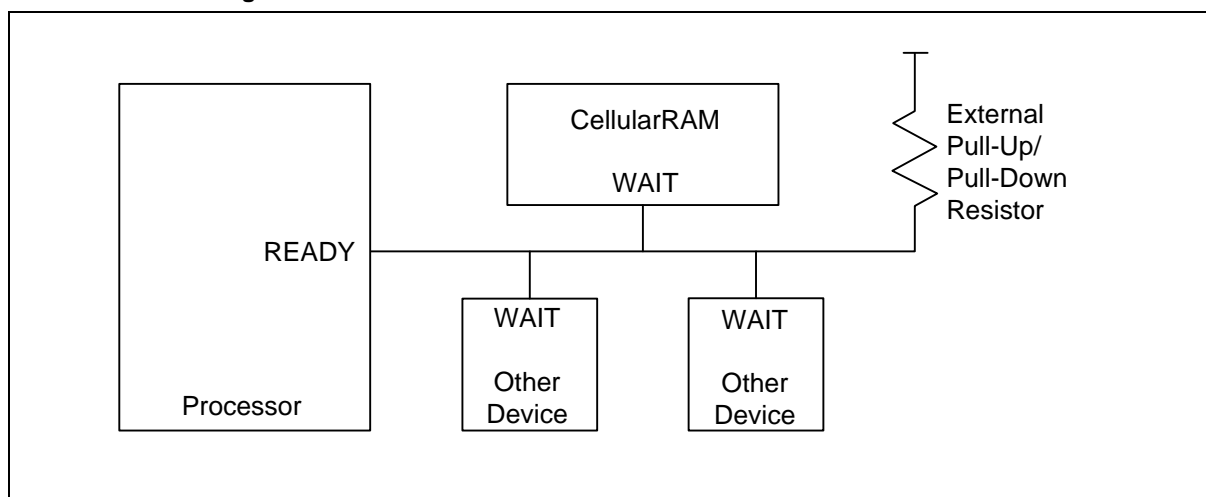 CellularRAM
WAIT
External
Pull-Up/
Pull-Down
Resistor
READY
WAIT
Other
Device
WAIT
Other
Device
Processor